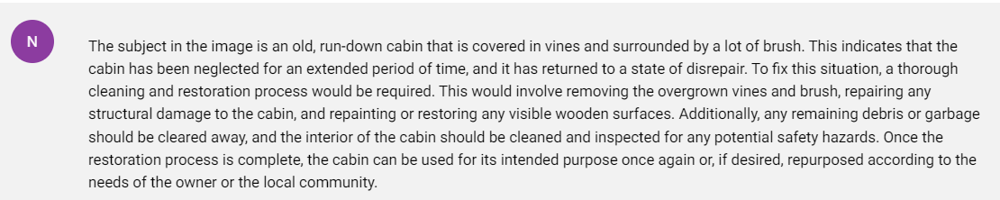 N
The subject in the image is an old, run-down cabin that is covered in vines and surrounded by a lot of brush. This indicates that the
cabin has been neglected for an extended period of time, and it has returned to a state of disrepair. To fix this situation, a thorough
cleaning and restoration process would be required. This would involve removing the overgrown vines and brush, repairing any
structural damage to the cabin, and repainting or restoring any visible wooden surfaces. Additionally, any remaining debris or garbage
should be cleared away, and the interior of the cabin should be cleaned and inspected for any potential safety hazards. Once the
restoration process is complete, the cabin can be used for its intended purpose once again or, if desired, repurposed according to the
needs of the owner or the local community.